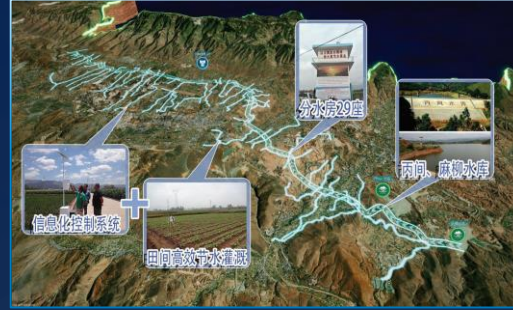 分水房29座
丙间、麻柳水库
信息化控制系统
田间高效节水灌溉